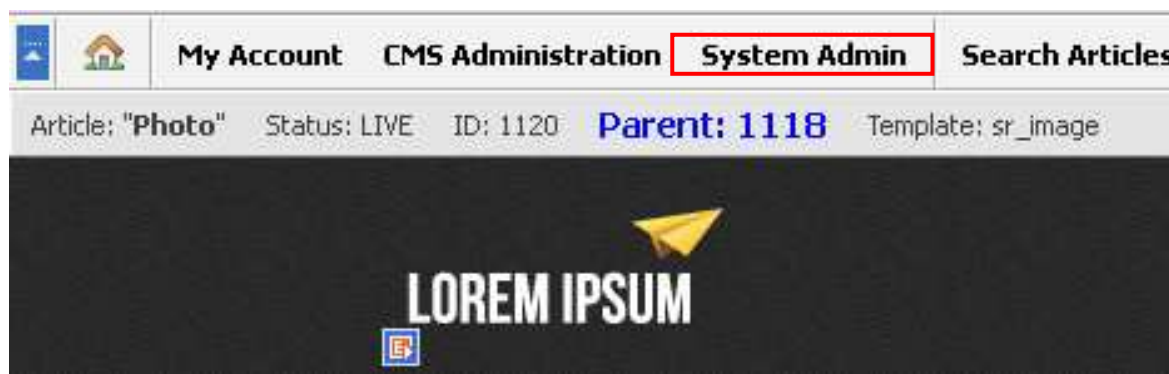 My Account CMS Administration System Admin Search Articles
Article: "Photo" Status: LIVE ID: 1120 Parent: 1118 Template: sr_image
LOREM IPSUM